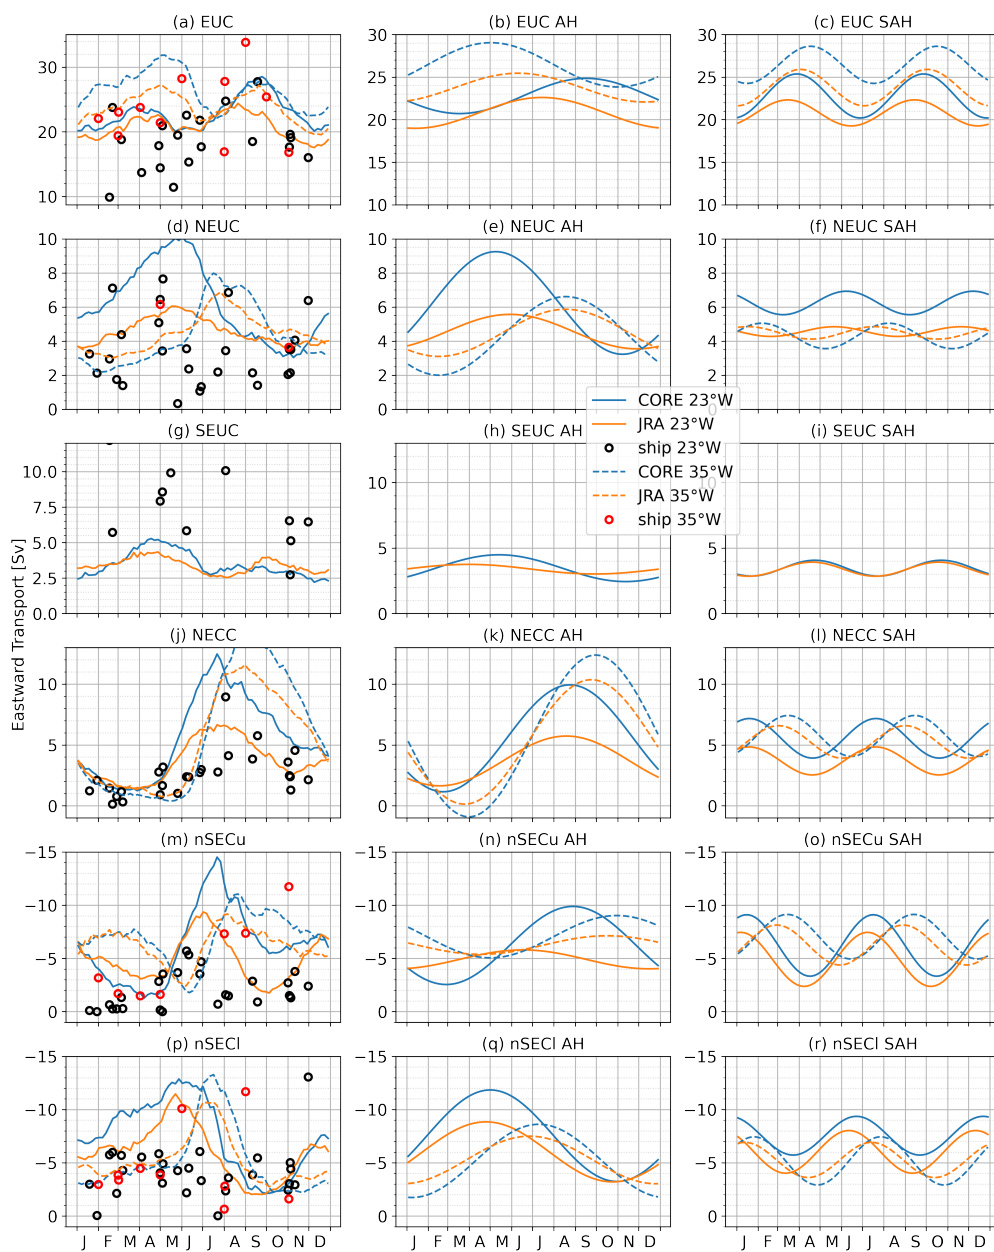 (a) EUC
(b) EUC AH
(c) EUC SAH
30
20
10
30
25
20
15
10
30
25
20
15
10
(d) NEUC
(e) NEUC AH
(f) NEUC SAH
10
8
6
4
2
0
10
8
6
4
2
0
10
8
6
4
2
0
CORE 23°W
JRA 23°W
ship 23°W
CORE 35°W
JRA 35°W
ship 35°W
(g) SEUC
(h) SEUC AH
(i) SEUC SAH
10.0
7.5
5.0
2.5
0.0
10
5
0
10
5
0
Eastward Transport [Sv]
(j) NECC
(k) NECC AH
(l) NECC SAH
10
5
0
10
5
0
10
5
0
(m) nSECu
(n) nSECu AH
(o) nSECu SAH
−15
−10
−5
0
−15
−10
−5
0
−15
−10
−5
0
(p) nSECl
(q) nSECl AH
(r) nSECl SAH
−15
−10
−5
0
−15
−10
−5
0
−15
−10
−5
0
J F M A M J J A S O N D
J F M A M J J A S O N D
J F M A M J J A S O N D